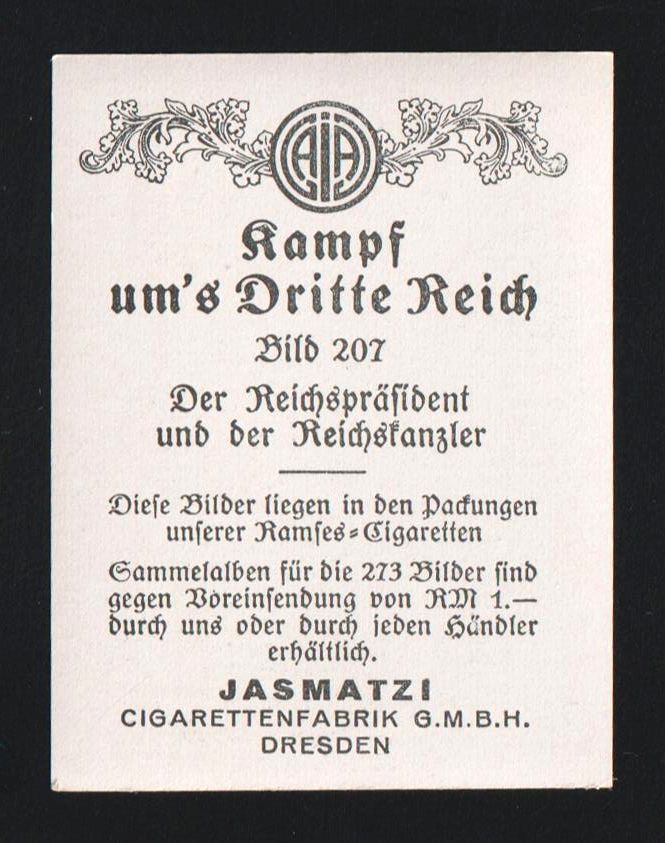 Kampf
um's Dritte Reich
Bild 207
Der Reichspräsident
und der Reichskanzler
Diese Bilder liegen in den Packungen
unserer Ramses-Cigaretten
Sammelalben für die 273 Bilder sind
gegen Voreinsendung von RM 1.—
durch uns oder durch jeden Händler
erhältlich.
JASMATZI
CIGARETTENFABRIK G.M.B.H.
DRESDEN